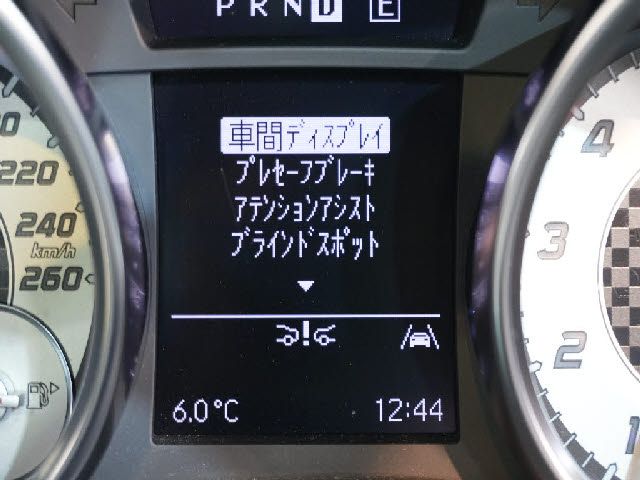 P R N D E
車間ディスプレイ
プレセーフブレーキ
アテンションアシスト
ブラインドスポット
6.0°C 12:44
220
240
km/h
260
4
3
2
1